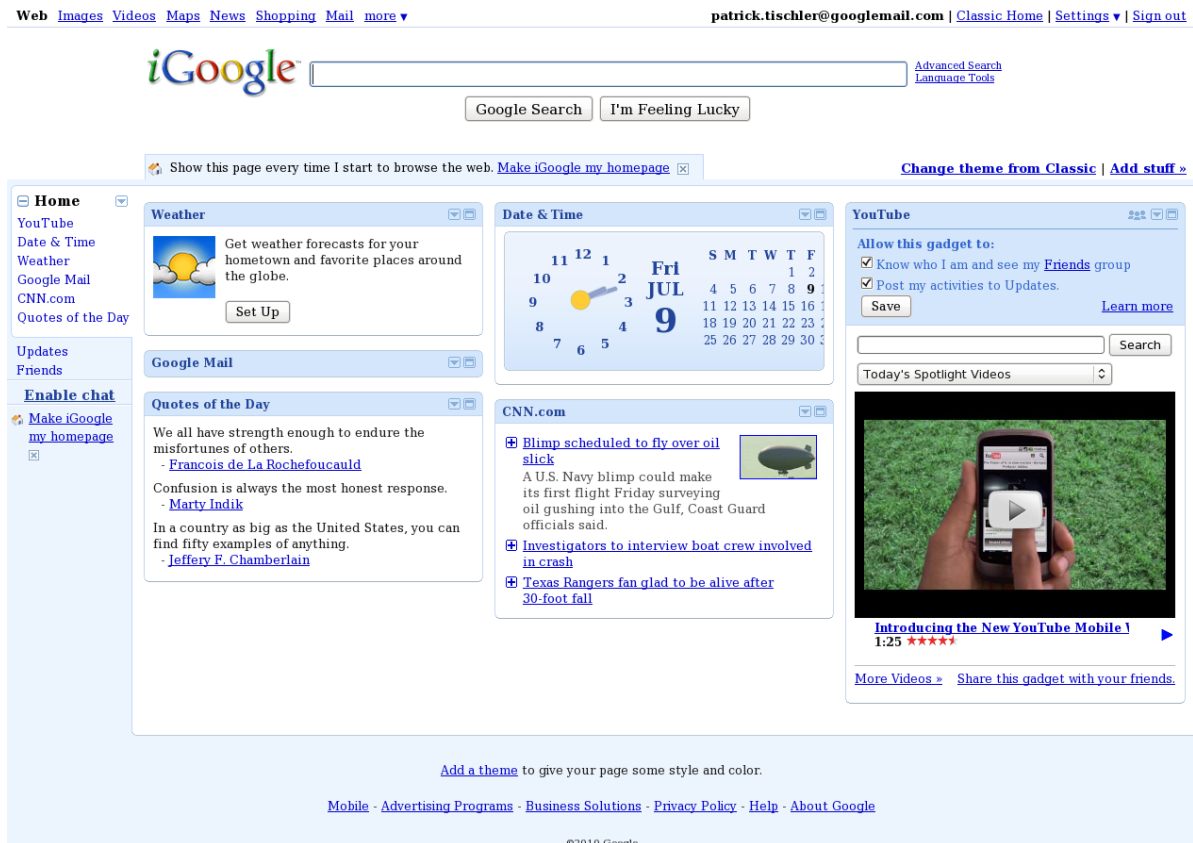 Web Images Videos Maps News Shopping Mail more ▼
patrick.tischler@googlemail.com | Classic Home | Settings ▼ | Sign out
iGoogle™
Advanced Search
Language Tools
Google Search
I'm Feeling Lucky
Show this page every time I start to browse the web. Make iGoogle my homepage
Change theme from Classic | Add stuff »
Home
YouTube
Date & Time
Weather
Google Mail
CNN.com
Quotes of the Day
Updates
Friends
Enable chat
Make iGoogle
my homepage
Weather
Get weather forecasts for your
hometown and favorite places around
the globe.
Set Up
Google Mail
Quotes of the Day
We all have strength enough to endure the
misfortunes of others.
- Francois de La Rochefoucauld
Confusion is always the most honest response.
- Marty Indik
In a country as big as the United States, you can
find fifty examples of anything.
- Jeffery F. Chamberlain
Date & Time
12
11 1
10 2
9 3
8 4
7 5
6
Fri
JUL
9
S M T W T F
1 2
4 5 6 7 8 9
11 12 13 14 15 16
18 19 20 21 22 23
25 26 27 28 29 30
CNN.com
Blimp scheduled to fly over oil
slick
A U.S. Navy blimp could make
its first flight Friday surveying
oil gushing into the Gulf, Coast Guard
officials said.
Investigators to interview boat crew involved
in crash
Texas Rangers fan glad to be alive after
30-foot fall
YouTube
Allow this gadget to:
Know who I am and see my Friends group
Post my activities to Updates.
Save
Learn more
Search
Today's Spotlight Videos
Introducing the New YouTube Mobile
1:25
More Videos »
Share this gadget with your friends.
Add a theme to give your page some style and color.
Mobile - Advertising Programs - Business Solutions - Privacy Policy - Help - About Google
©2010 Google